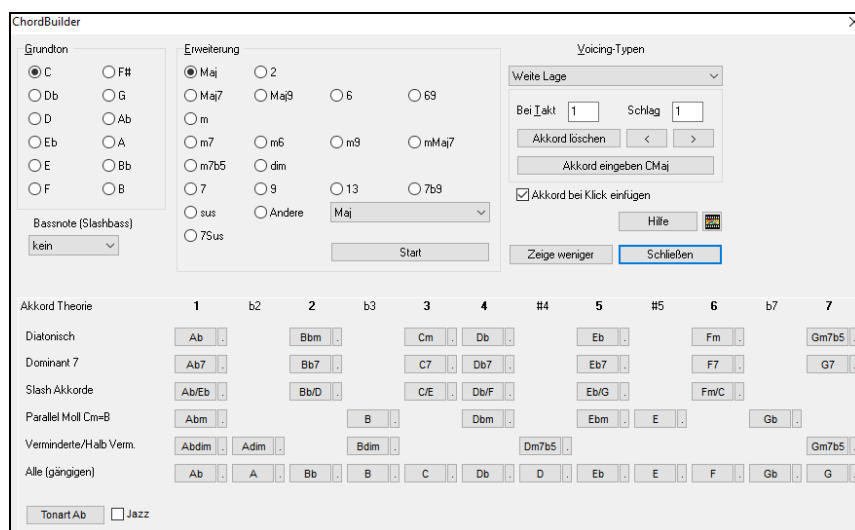 ChordBuilder
Grundton
C F#
Db G
D Ab
Eb A
E Bb
F B
Bassnote (Slashbass)
kein
Erweiterung
Maj 2
Maj7 Maj9 6 69
m
m7 m6 m9 mMaj7
m7b5 dim
7 9 13 7b9
sus Andere Maj
7Sus
Start
Voicing-Typen
Weite Lage
Bei Takt 1 Schlag 1
Akkord löschen < >
Akkord eingeben CMaj
Akkord bei Klick einfügen
Hilfe
Zeige weniger Schließen
Akkord Theorie 1 b2 2 b3 3 4 #4 5 #5 6 b7 7
Diatonisch Ab . Bbm . Cm . Db . Eb . Fm . Gm7b5 .
Dominant 7 Ab7 . Bb7 . C7 . Db7 . Eb7 . F7 . G7 .
Slash Akkorde Ab/Eb . Bb/D . C/E . Db/F . Eb/G . Fm/C .
Parallel Moll Cm=B Abm . B . Dbm . Ebm . E . Gb .
Verminderte/Halb Verm. Abdim . Adim . Bdim . Dm7b5 . Gm7b5 .
Alle (gängigen) Ab . A . Bb . B . C . Db . D . Eb . E . F . Gb . G .
Tonart Ab Jazz